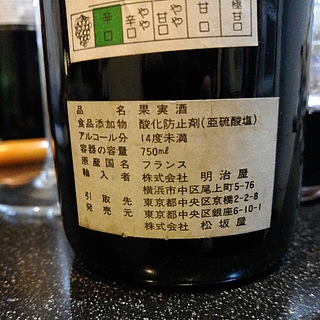 辛口
やや辛口
やや甘口
甘口
極甘口
品 名 果実酒
食品添加物 酸化防止剤(亜硫酸塩)
アルコール分 14度未満
容器の容量 750ml
原産国名 フランス
輸入者 株式会社 明治屋
横浜市中区尾上町5-76
引取先 東京都中央区京橋2-2-8
発売元 東京都中央区銀座6-10-1
株式会社 松坂屋